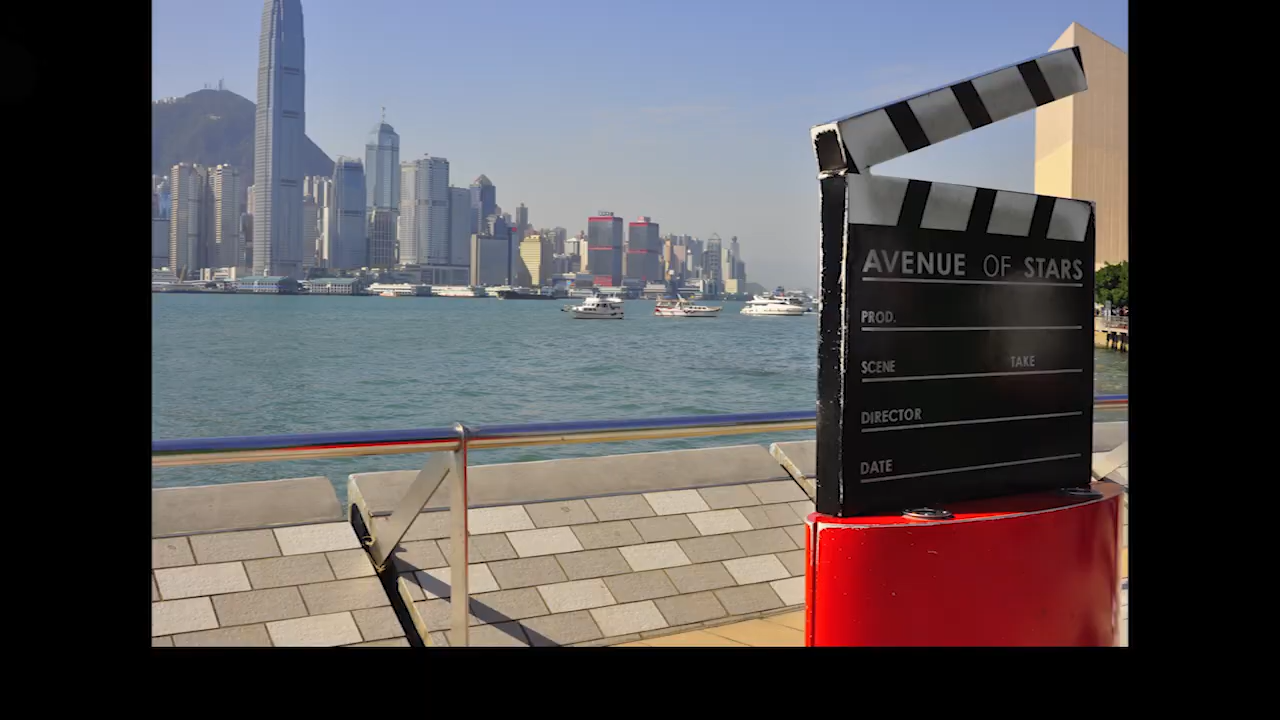 AVENUE OF STARS
PROD.
SCENE TAKE
DIRECTOR
DATE